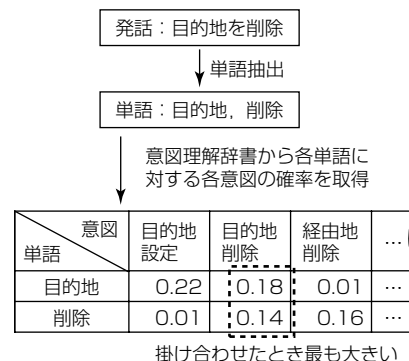 発話：目的地を削除
単語抽出
単語：目的地，削除
意図理解辞書から各単語に
対する各意図の確率を取得
意図
単語
目的地
設定
目的地
削除
経由地
削除
…
目的地 0.22 0.18 0.01 …
削除 0.01 0.14 0.16 …
掛け合わせたとき最も大きい